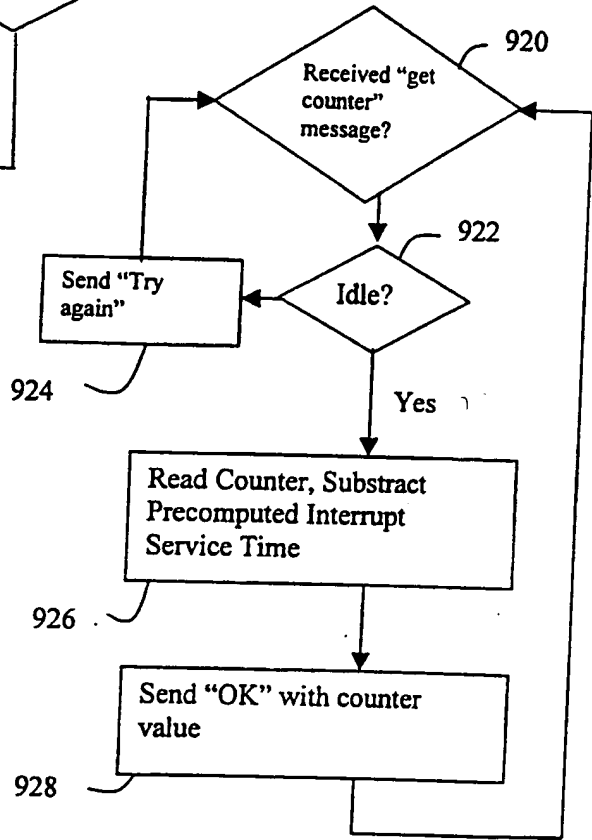 920
Received "get
counter"
message?
922
Idle?
Send "Try
again"
924
Yes
Read Counter, Substract
Precomputed Interrupt
Service Time
926
Send "OK" with counter
value
928